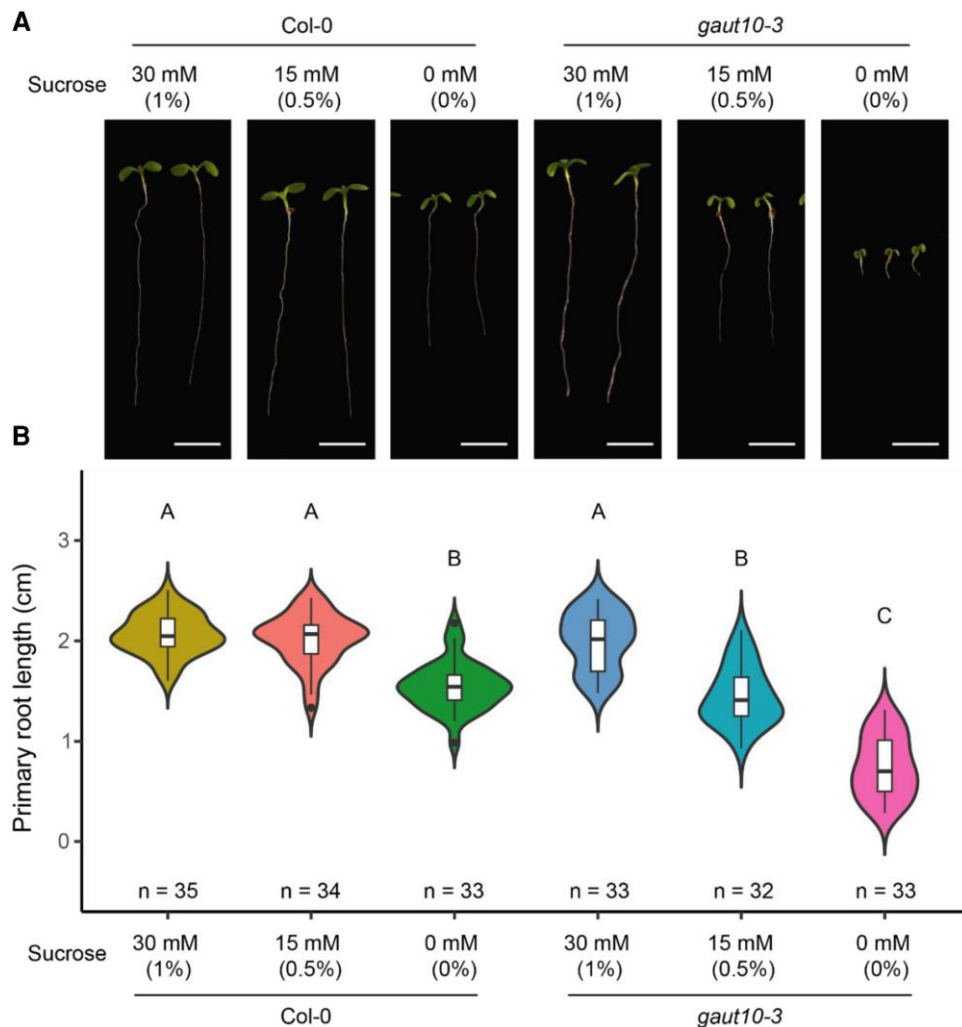 A
Col-0
gaut10-3
Sucrose
30 mM
(1%)
15 mM
(0.5%)
0 mM
(0%)
30 mM
(1%)
15 mM
(0.5%)
0 mM
(0%)
B
Primary root length (cm)
3
2
1
0
A
A
B
A
B
C
n = 35
n = 34
n = 33
n = 33
n = 32
n = 33
Sucrose
30 mM
(1%)
15 mM
(0.5%)
0 mM
(0%)
30 mM
(1%)
15 mM
(0.5%)
0 mM
(0%)
Col-0
gaut10-3